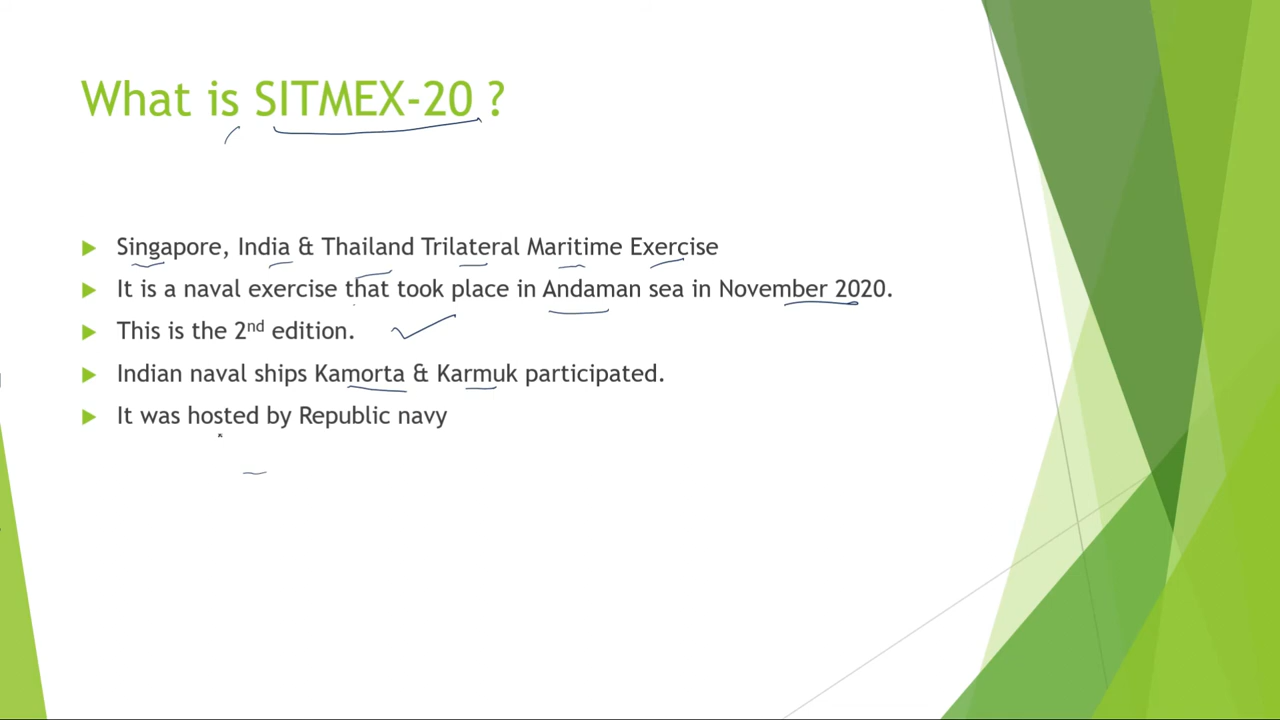 What is SITMEX-20 ?
Singapore, India & Thailand Trilateral Maritime Exercise
It is a naval exercise that took place in Andaman sea in November 2020.
This is the 2nd edition.
Indian naval ships Kamorta & Karmuk participated.
It was hosted by Republic navy